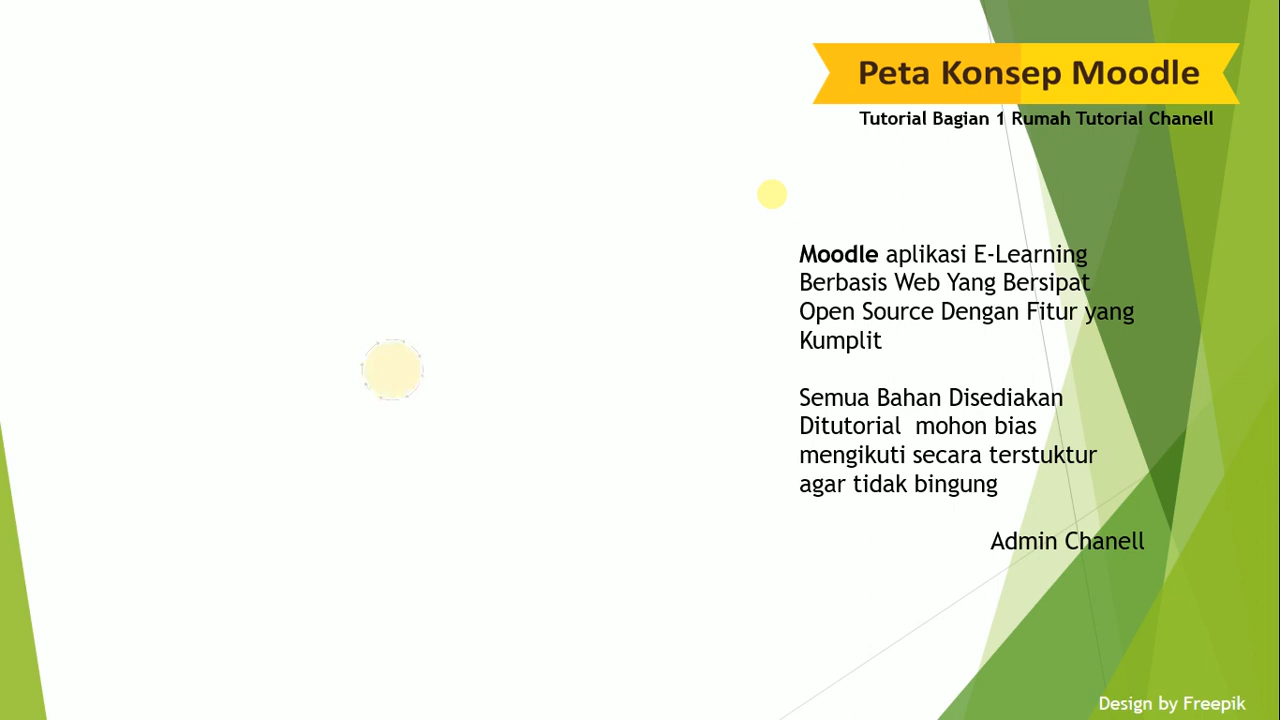 Peta Konsep Moodle
Tutorial Bagian 1 Rumah Tutorial Chanell
Moodle aplikasi E-Learning
Berbasis Web Yang Bersipat
Open Source Dengan Fitur yang
Kumplit
Semua Bahan Disediakan
Ditutorial  mohon bias
mengikuti secara terstuktur
agar tidak bingung
Admin Chanell
Design by Freepik